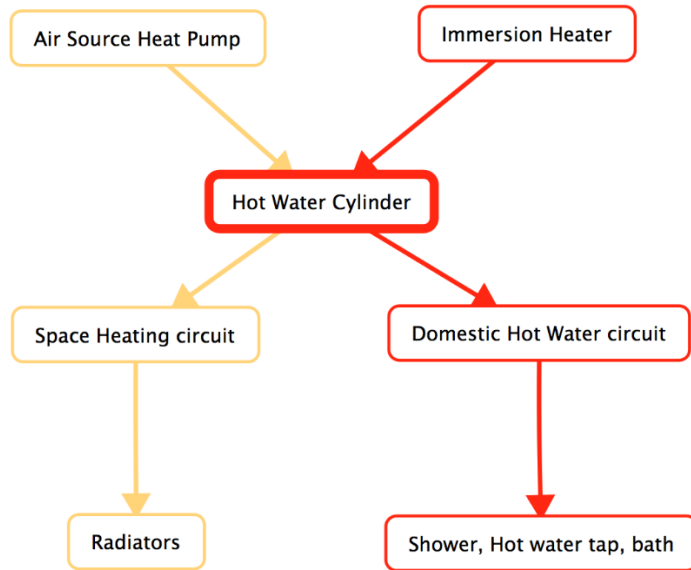 Air Source Heat Pump
Immersion Heater
Hot Water Cylinder
Space Heating circuit
Domestic Hot Water circuit
Radiators
Shower, Hot water tap, bath